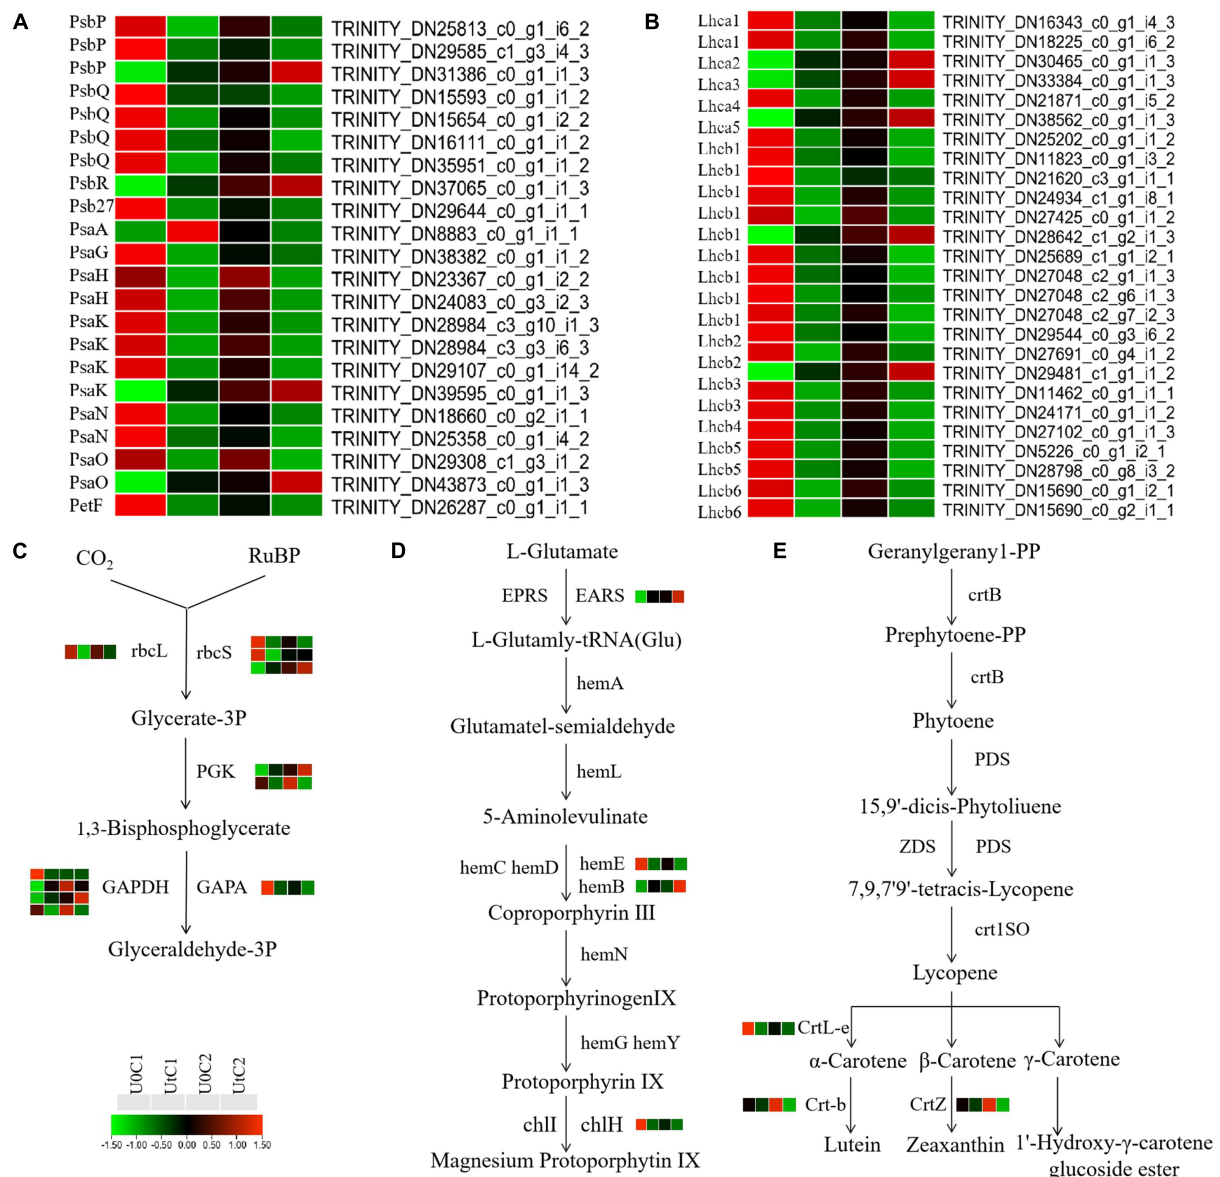 A
PsbP TRINITY_DN25813_c0_g1_i6_2
PsbP TRINITY_DN29585_c1_g3_i4_3
PsbP TRINITY_DN31386_c0_g1_i1_3
PsbQ TRINITY_DN15593_c0_g1_i1_2
PsbQ TRINITY_DN15654_c0_g1_i2_2
PsbQ TRINITY_DN16111_c0_g1_i1_2
PsbQ TRINITY_DN35951_c0_g1_i1_2
PsbR TRINITY_DN37065_c0_g1_i1_3
Psb27 TRINITY_DN29644_c0_g1_i1_1
PsaA TRINITY_DN8883_c0_g1_i1_1
PsaG TRINITY_DN38382_c0_g1_i1_2
PsaH TRINITY_DN23367_c0_g1_i2_2
PsaH TRINITY_DN24083_c0_g3_i2_3
PsaK TRINITY_DN28984_c3_g10_i1_3
PsaK TRINITY_DN28984_c3_g3_i6_3
PsaK TRINITY_DN29107_c0_g1_i14_2
PsaK TRINITY_DN39595_c0_g1_i1_3
PsaN TRINITY_DN18660_c0_g2_i1_1
PsaN TRINITY_DN25358_c0_g1_i4_2
PsaO TRINITY_DN29308_c1_g3_i1_2
PsaO TRINITY_DN43873_c0_g1_i1_3
PetF TRINITY_DN26287_c0_g1_i1_1
B
Lhca1 TRINITY_DN16343_c0_g1_i4_3
Lhca1 TRINITY_DN18225_c0_g1_i6_2
Lhca2 TRINITY_DN30465_c0_g1_i1_3
Lhca3 TRINITY_DN33384_c0_g1_i1_3
Lhca4 TRINITY_DN21871_c0_g1_i5_2
Lhca5 TRINITY_DN38562_c0_g1_i1_3
Lhcb1 TRINITY_DN25202_c0_g1_i1_2
Lhcb1 TRINITY_DN11823_c0_g1_i3_2
Lhcb1 TRINITY_DN21620_c3_g1_i1_1
Lhcb1 TRINITY_DN24934_c1_g1_i8_1
Lhcb1 TRINITY_DN27425_c0_g1_i1_2
Lhcb1 TRINITY_DN28642_c1_g2_i1_3
Lhcb1 TRINITY_DN25689_c1_g1_i2_1
Lhcb1 TRINITY_DN27048_c2_g1_i1_3
Lhcb1 TRINITY_DN27048_c2_g6_i1_3
Lhcb1 TRINITY_DN27048_c2_g7_i2_3
Lhcb2 TRINITY_DN29544_c0_g3_i6_2
Lhcb2 TRINITY_DN27691_c0_g4_i1_2
TRINITY_DN29481_c1_g1_i1_2
Lhcb3 TRINITY_DN11462_c0_g1_i1_1
Lhcb3 TRINITY_DN24171_c0_g1_i1_2
Lhcb4 TRINITY_DN27102_c0_g1_i1_3
Lhcb5 TRINITY_DN5226_c0_g1_i2_1
Lhcb5 TRINITY_DN28798_c0_g8_i3_2
Lhcb6 TRINITY_DN15690_c0_g1_i2_1
Lhcb6 TRINITY_DN15690_c0_g2_i1_1
C
CO2 RuBP
rbcL rbcS
Glycerate-3P
PGK
1,3-Bisphosphoglycerate
GAPDH GAPA
Glyceraldehyde-3P
U0C1 UtC1 U0C2 UtC2
-1.50 -1.00 -0.50 0.00 0.50 1.00 1.50
D
L-Glutamate
EPRS EARS
L-Glutamly-tRNA(Glu)
hemA
Glutamatel-semialdehyde
hemL
5-Aminolevulinate
hemC hemD hemE
hemB
Coproporphyrin III
hemN
ProtoporphyrinogenIX
hemG hemY
Protoporphyrin IX
chlI chlH
Magnesium Protoporphytin IX
E
Geranylgerany1-PP
crtB
Prephytoene-PP
crtB
Phytoene
PDS
15,9'-dicis-Phytoliuene
ZDS PDS
7,9,7'9'-tetracis-Lycopene
crt1SO
Lycopene
CrtL-e
α-Carotene β-Carotene γ-Carotene
Crt-b CrtZ
Lutein Zeaxanthin 1'-Hydroxy-γ-carotene
glucoside ester